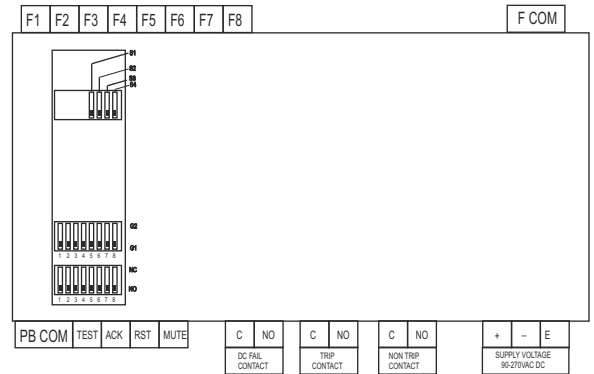 F1 F2 F3 F4 F5 F6 F7 F8 F COM
S1
S2
S3
S4
G2
G1
1 2 3 4 5 6 7 8
NC
NO
1 2 3 4 5 6 7 8
PB COM TEST ACK RST MUTE C NO C NO C NO + – E
DC FAIL CONTACT TRIP CONTACT NON TRIP CONTACT SUPPLY VOLTAGE 90-270VAC DC